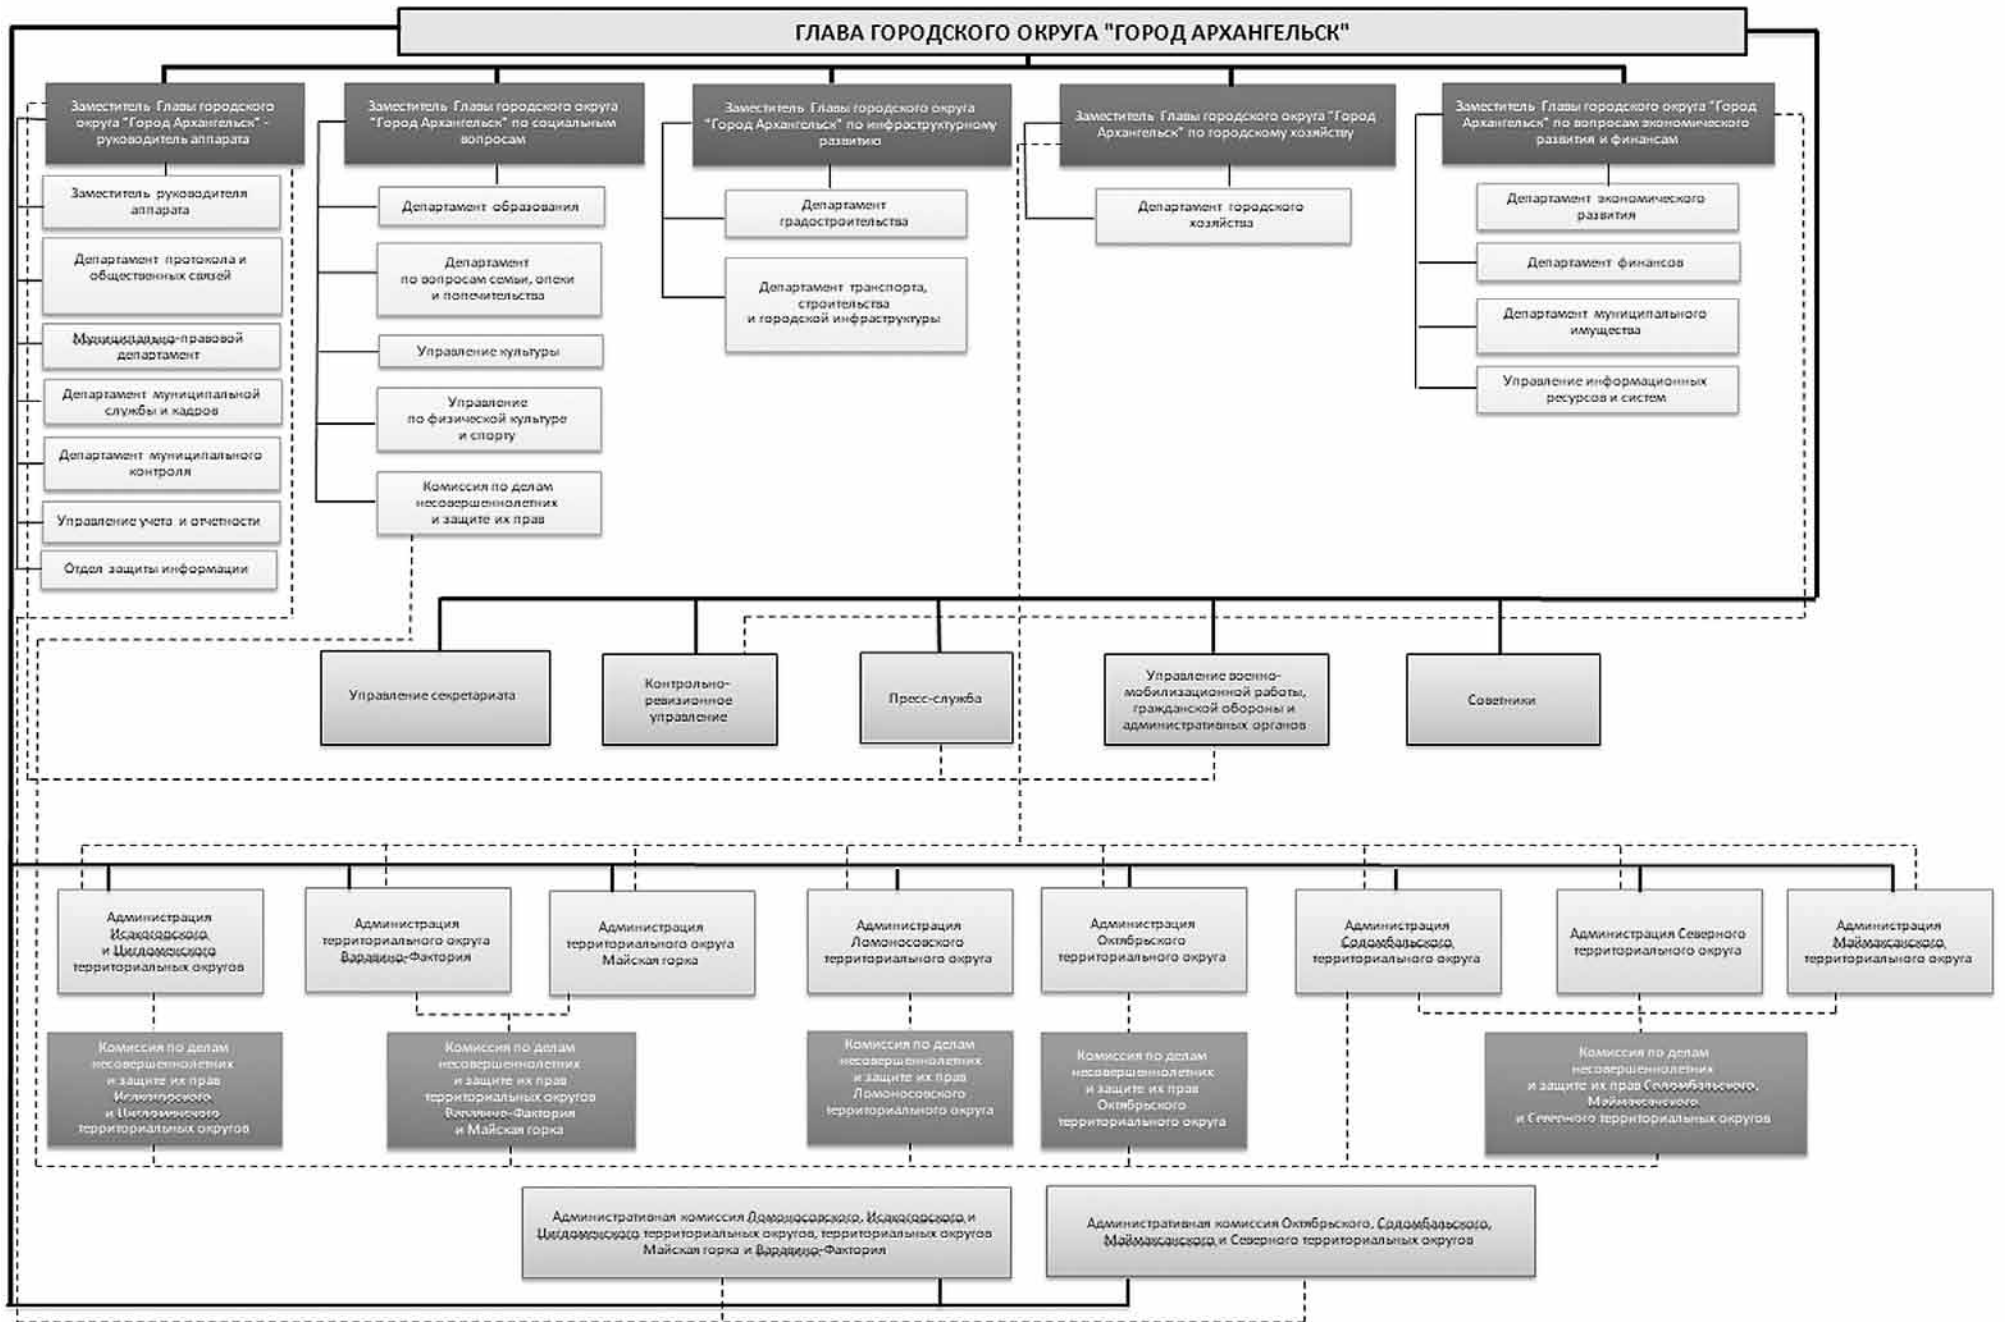 ГЛАВА ГОРОДСКОГО ОКРУГА "ГОРОД АРХАНГЕЛЬСК"
Заместитель Главы городского
округа "Город Архангельск" -
руководитель аппарата
Заместитель руководителя
аппарата
Департамент протокола и
общественных связей
Муниципально-правовой
департамент
Департамент муниципальной
службы и кадров
Департамент муниципального
контроля
Управление учета и отчетности
Отдел защиты информации
Заместитель Главы городского округа
"Город Архангельск" по социальным
вопросам
Департамент образования
Департамент
по вопросам семьи, опеки
и попечительства
Управление культуры
Управление
по физической культуре
и спорту
Комиссия по делам
несовершеннолетних
и защите их прав
Заместитель Главы городского округа
"Город Архангельск" по инфраструктурному
развитию
Департамент
градостроительства
Департамент транспорта,
строительства
и городской инфраструктуры
Заместитель Главы городского округа "Город
Архангельск" по городскому хозяйству
Департамент городского
хозяйства
Заместитель Главы городского округа "Город
Архангельск" по вопросам экономического
развития и финансам
Департамент экономического
развития
Департамент финансов
Департамент муниципального
имущества
Управление информационных
ресурсов и систем
Управление секретариата
Контрольно-
ревизионное
управление
Пресс-служба
Управление военно-
мобилизационной работы,
гражданской обороны и
административных органов
Советники
Администрация
Исакогорского
и Цигломенского
территориальных округов
Администрация
территориального округа
Варавино-Фактория
Администрация
территориального округа
Майская горка
Администрация
Ломоносовского
территориального округа
Администрация
Октябрьского
территориального округа
Администрация
Соломбальского
территориального округа
Администрация Северного
территориального округа
Администрация
Маймаксанского
территориального округа
Комиссия по делам
несовершеннолетних
и защите их прав
Исакогорского
и Цигломенского
территориальных округов
Комиссия по делам
несовершеннолетних
и защите их прав
территориальных округов
Варавино-Фактория
и Майская горка
Комиссия по делам
несовершеннолетних
и защите их прав
Ломоносовского
территориального округа
Комиссия по делам
несовершеннолетних
и защите их прав
Октябрьского
территориального округа
Комиссия по делам
несовершеннолетних
и защите их прав Соломбальского,
Маймаксанского
и Северного территориальных округов
Административная комиссия Ломоносовского, Исакогорского и
Цигломенского территориальных округов, территориальных округов
Майская горка и Варавино-Фактория
Административная комиссия Октябрьского, Соломбальского,
Маймаксанского и Северного территориальных округов